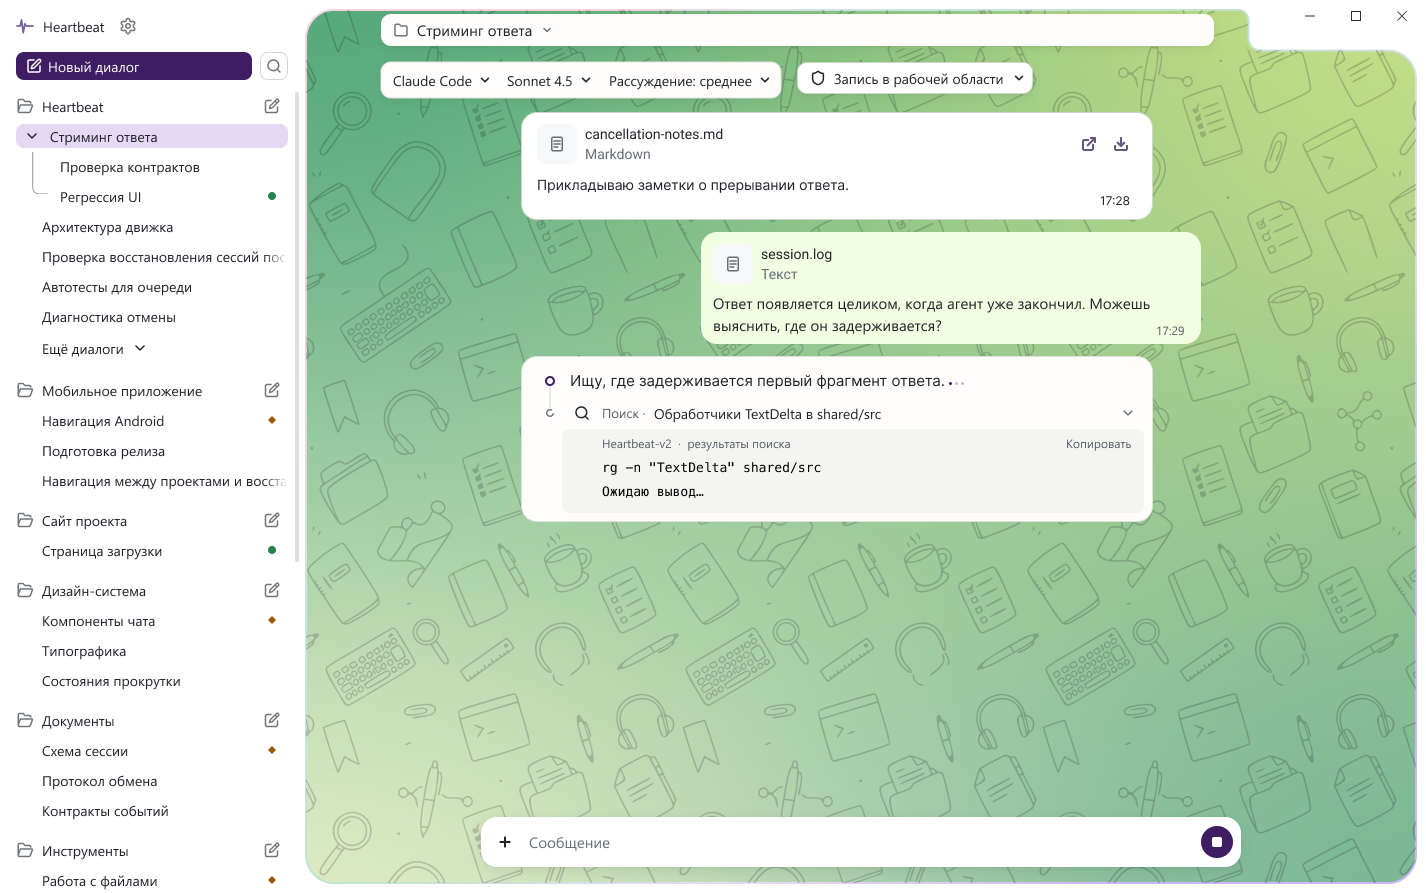 Heartbeat
Новый диалог
Heartbeat
Стриминг ответа
Проверка контрактов
Регрессия UI
Архитектура движка
Проверка восстановления сессий пос
Автотесты для очереди
Диагностика отмены
Ещё диалоги
Мобильное приложение
Навигация Android
Подготовка релиза
Навигация между проектами и восста
Сайт проекта
Страница загрузки
Дизайн-система
Компоненты чата
Типографика
Состояния прокрутки
Документы
Схема сессии
Протокол обмена
Контракты событий
Инструменты
Работа с файлами
Стриминг ответа
Claude Code Sonnet 4.5 Рассуждение: среднее Запись в рабочей области
cancellation-notes.md
Markdown
Прикладываю заметки о прерывании ответа.
17:28
session.log
Текст
Ответ появляется целиком, когда агент уже закончил. Можешь
выяснить, где он задерживается?
17:29
Ищу, где задерживается первый фрагмент ответа.
Поиск · Обработчики TextDelta в shared/src
Heartbeat-v2 · результаты поиска Копировать
rg -n "TextDelta" shared/src
Ожидаю вывод…
Сообщение